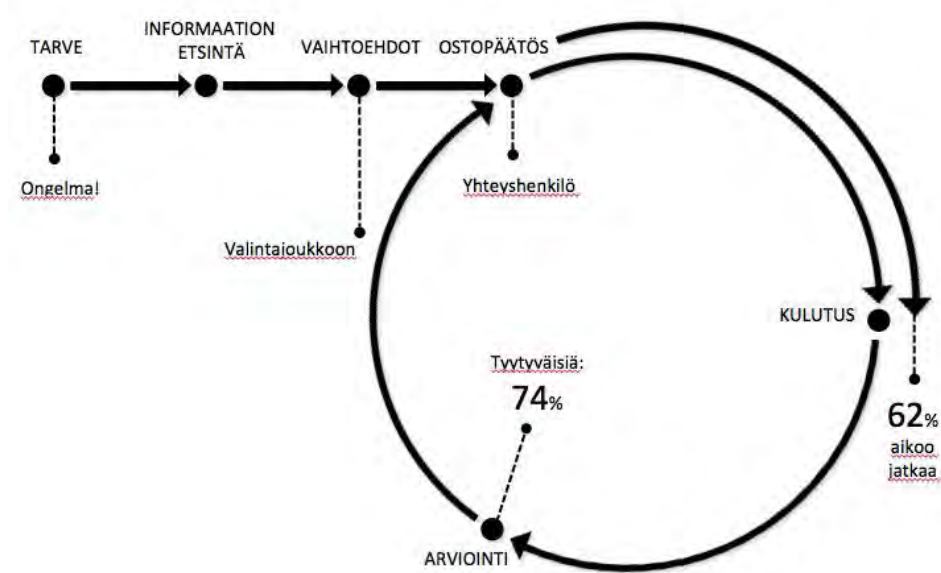 TARVE
INFORMAATION
ETSINTÄ
VAIHTOEHDOT
OSTOPÄÄTÖS
Ongelma!
Yhteyshenkilö
Valintajoukkoon
KULUTUS
Tyytyväisiä:
74%
62%
aikoo
jatkaa
ARVIOINTI